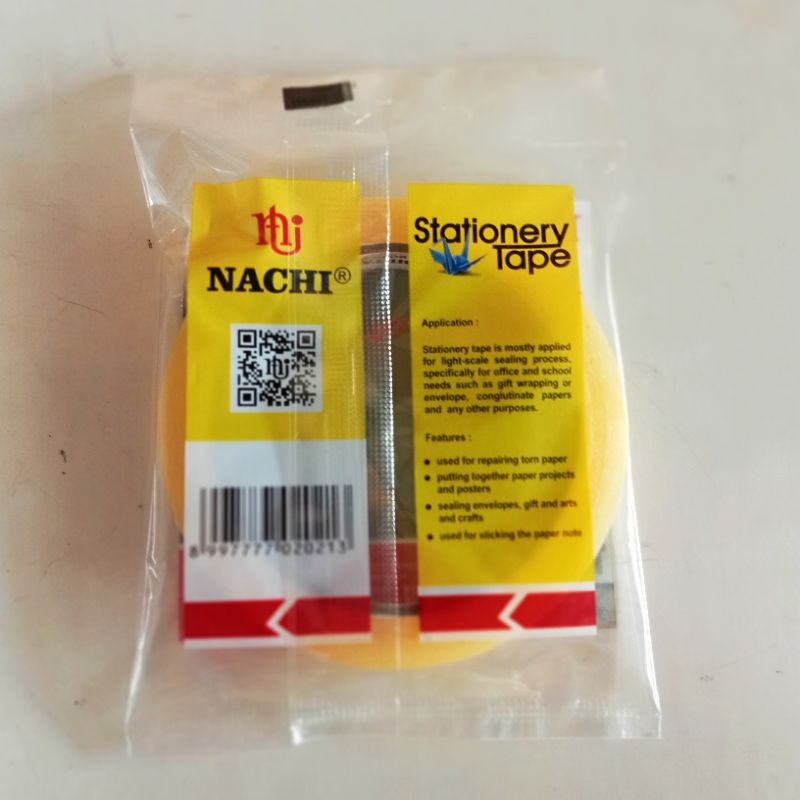 NACHI®
8 997777 020213
Stationery
Tape
Application :
Stationery tape is mostly applied
for light-scale sealing process,
specifically for office and school
needs such as gift wrapping or
envelope, conglutinate papers
and any other purposes.
Features :
● used for repairing torn paper
● putting together paper projects
and posters
● sealing envelopes, gift and arts
and crafts
● used for sticking the paper note